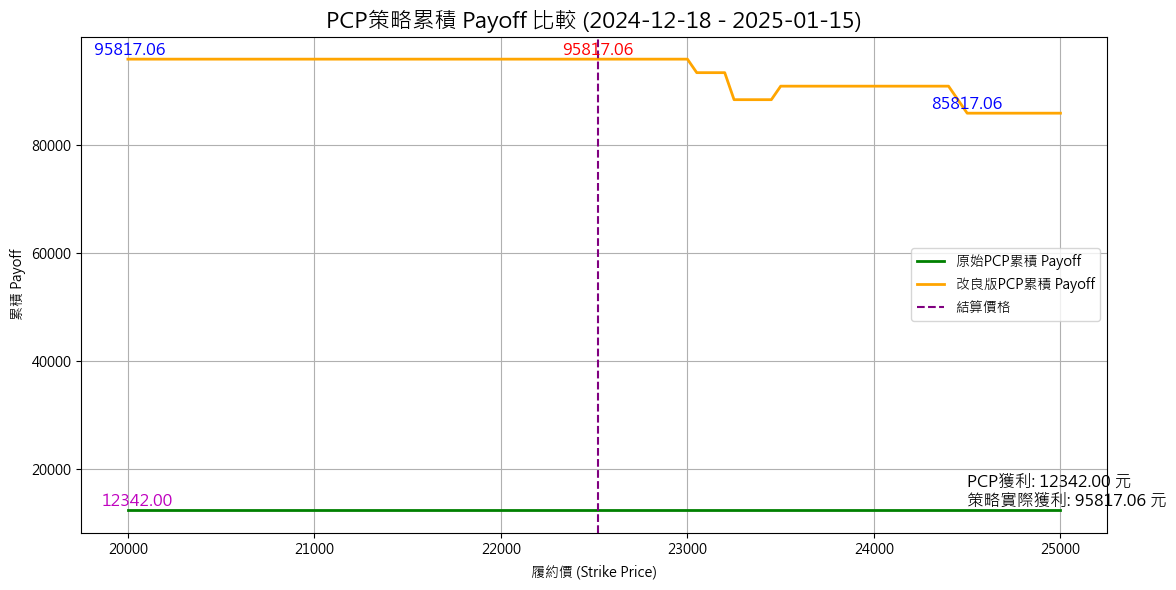 PCP策略累積 Payoff 比較 (2024-12-18 - 2025-01-15)
95817.06
95817.06
85817.06
80000
60000
40000
20000
累積 Payoff
原始PCP累積 Payoff
改良版PCP累積 Payoff
結算價格
PCP獲利: 12342.00 元
策略實際獲利: 95817.06 元
12342.00
20000
21000
22000
23000
24000
25000
履約價 (Strike Price)